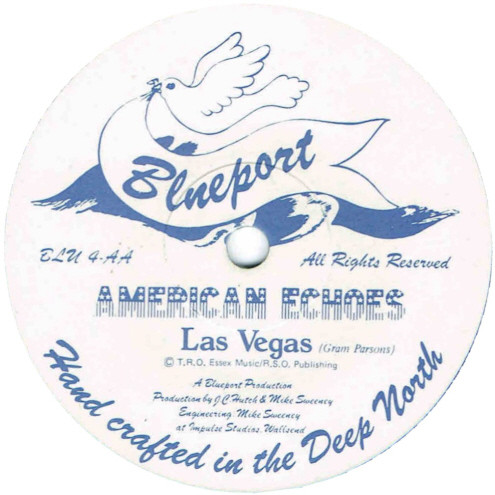 Blueport
BLU 4-AA
All Rights Reserved
AMERICAN ECHOES
Las Vegas (Gram Parsons)
© T.R.O. Essex Music/R.S.O. Publishing
A Blueport Production
Production by J.C. Hutch & Mike Sweeney
Engineering. Mike Sweeney
at Impulse Studios. Wallsend
Hand crafted in the Deep North